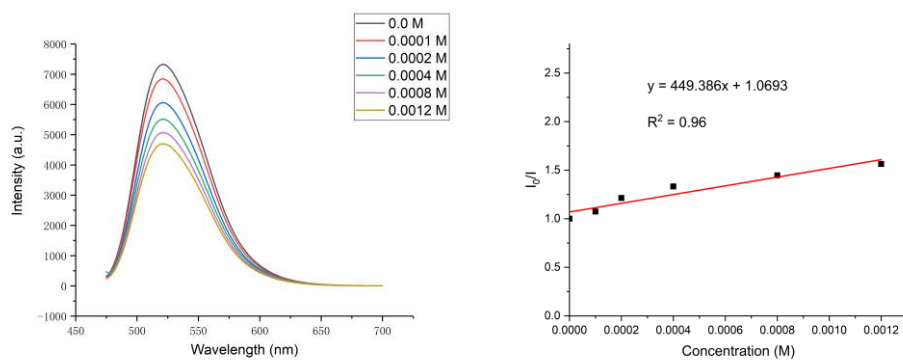 0.0 M
0.0001 M
0.0002 M
0.0004 M
0.0008 M
0.0012 M
8000
7000
6000
5000
4000
3000
2000
1000
0
-1000
Intensity (a.u.)
450 500 550 600 650 700
Wavelength (nm)
y = 449.386x + 1.0693
R² = 0.96
2.5
2.0
1.5
1.0
0.5
0.0
I₀/I
0.0000 0.0002 0.0004 0.0006 0.0008 0.0010 0.0012
Concentration (M)